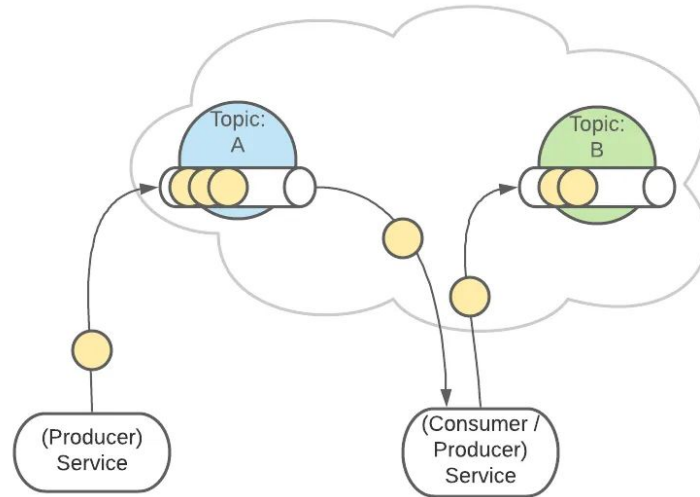 Topic:
A
Topic:
B
(Producer)
Service
(Consumer /
Producer)
Service